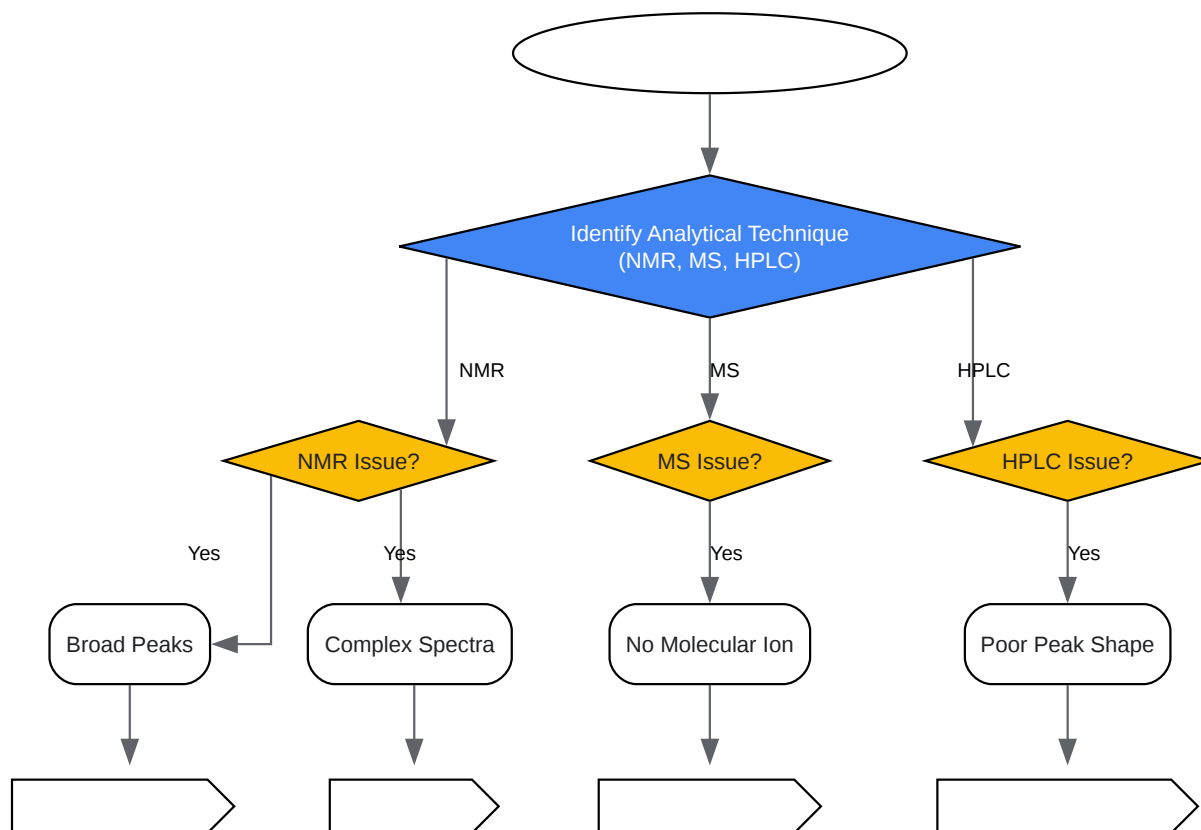 Identify Analytical Technique
(NMR, MS, HPLC)
NMR
MS
HPLC
NMR Issue?
MS Issue?
HPLC Issue?
Yes
Yes
Yes
Yes
Broad Peaks
Complex Spectra
No Molecular Ion
Poor Peak Shape